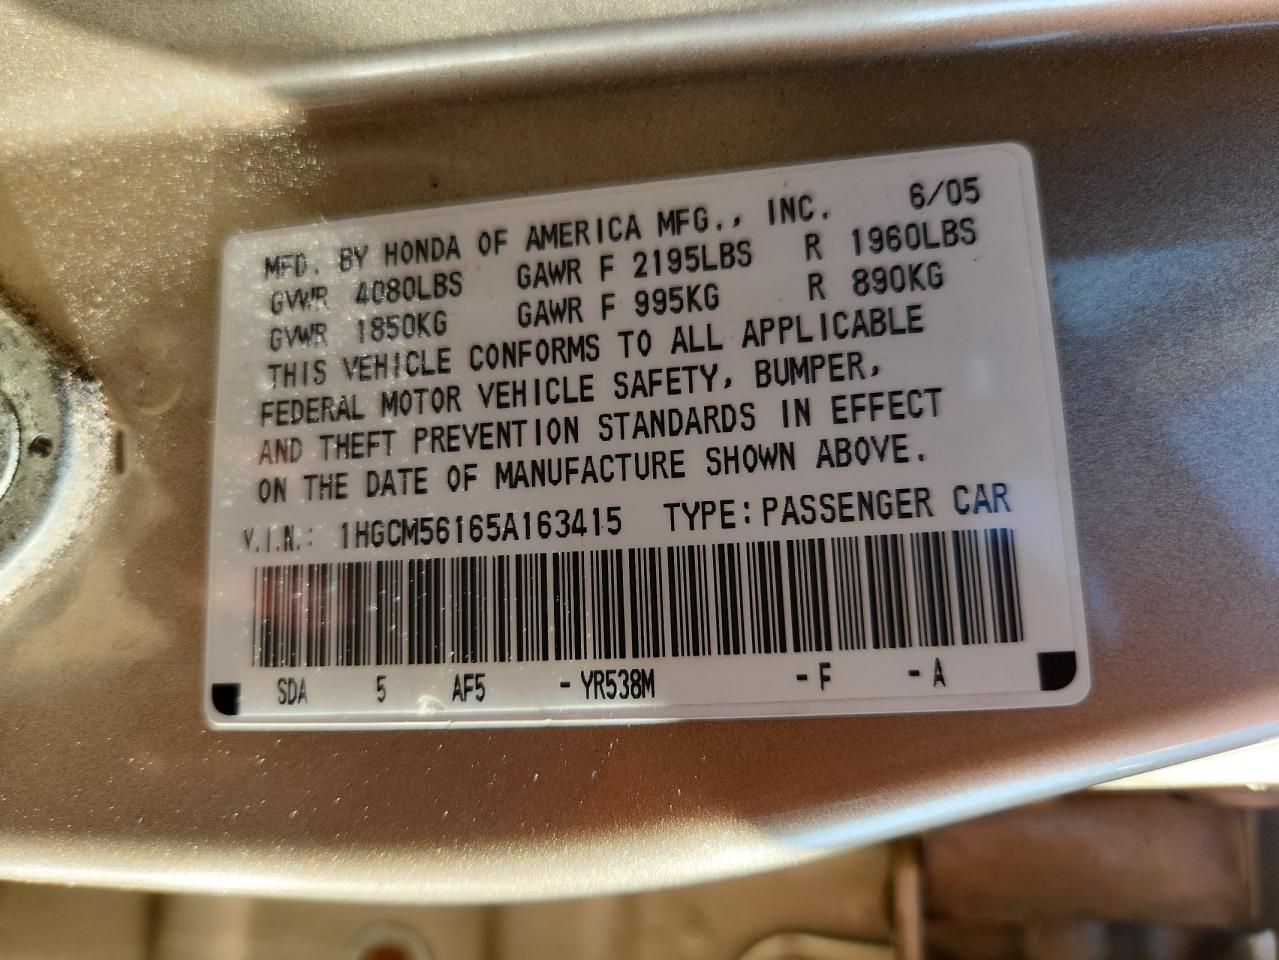 MFD. BY HONDA OF AMERICA MFG., INC. 6/05
GVWR 4080LBS GAWR F 2195LBS R 1960LBS
GVWR 1850KG GAWR F 995KG R 890KG
THIS VEHICLE CONFORMS TO ALL APPLICABLE
FEDERAL MOTOR VEHICLE SAFETY, BUMPER,
AND THEFT PREVENTION STANDARDS IN EFFECT
ON THE DATE OF MANUFACTURE SHOWN ABOVE.
V.I.N.: 1HGCM56165A163415 TYPE: PASSENGER CAR
SDA 5 AF5 - YR538M - F - A